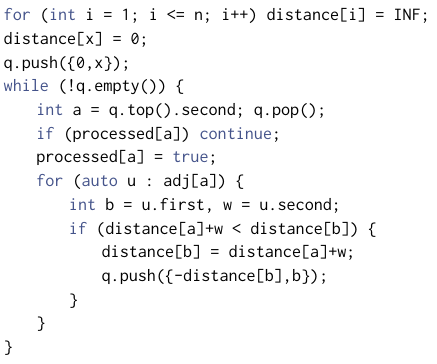 for (int i = 1; i <= n; i++) distance[i] = INF;
distance[x] = 0;
q.push({0,x});
while (!q.empty()) {
    int a = q.top().second; q.pop();
    if (processed[a]) continue;
    processed[a] = true;
    for (auto u : adj[a]) {
        int b = u.first, w = u.second;
        if (distance[a]+w < distance[b]) {
            distance[b] = distance[a]+w;
            q.push({-distance[b],b});
        }
    }
}